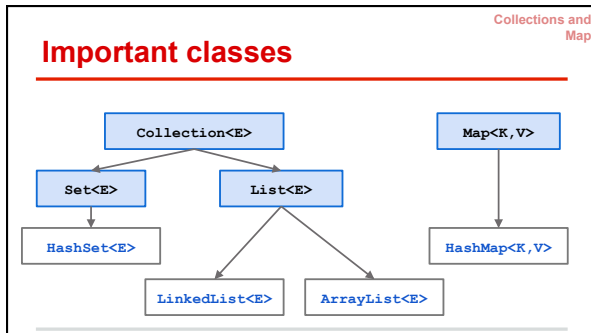 Collections and
Map
Important classes
Collection<E>
Map<K,V>
Set<E>
List<E>
HashSet<E>
HashMap<K,V>
LinkedList<E>
ArrayList<E>